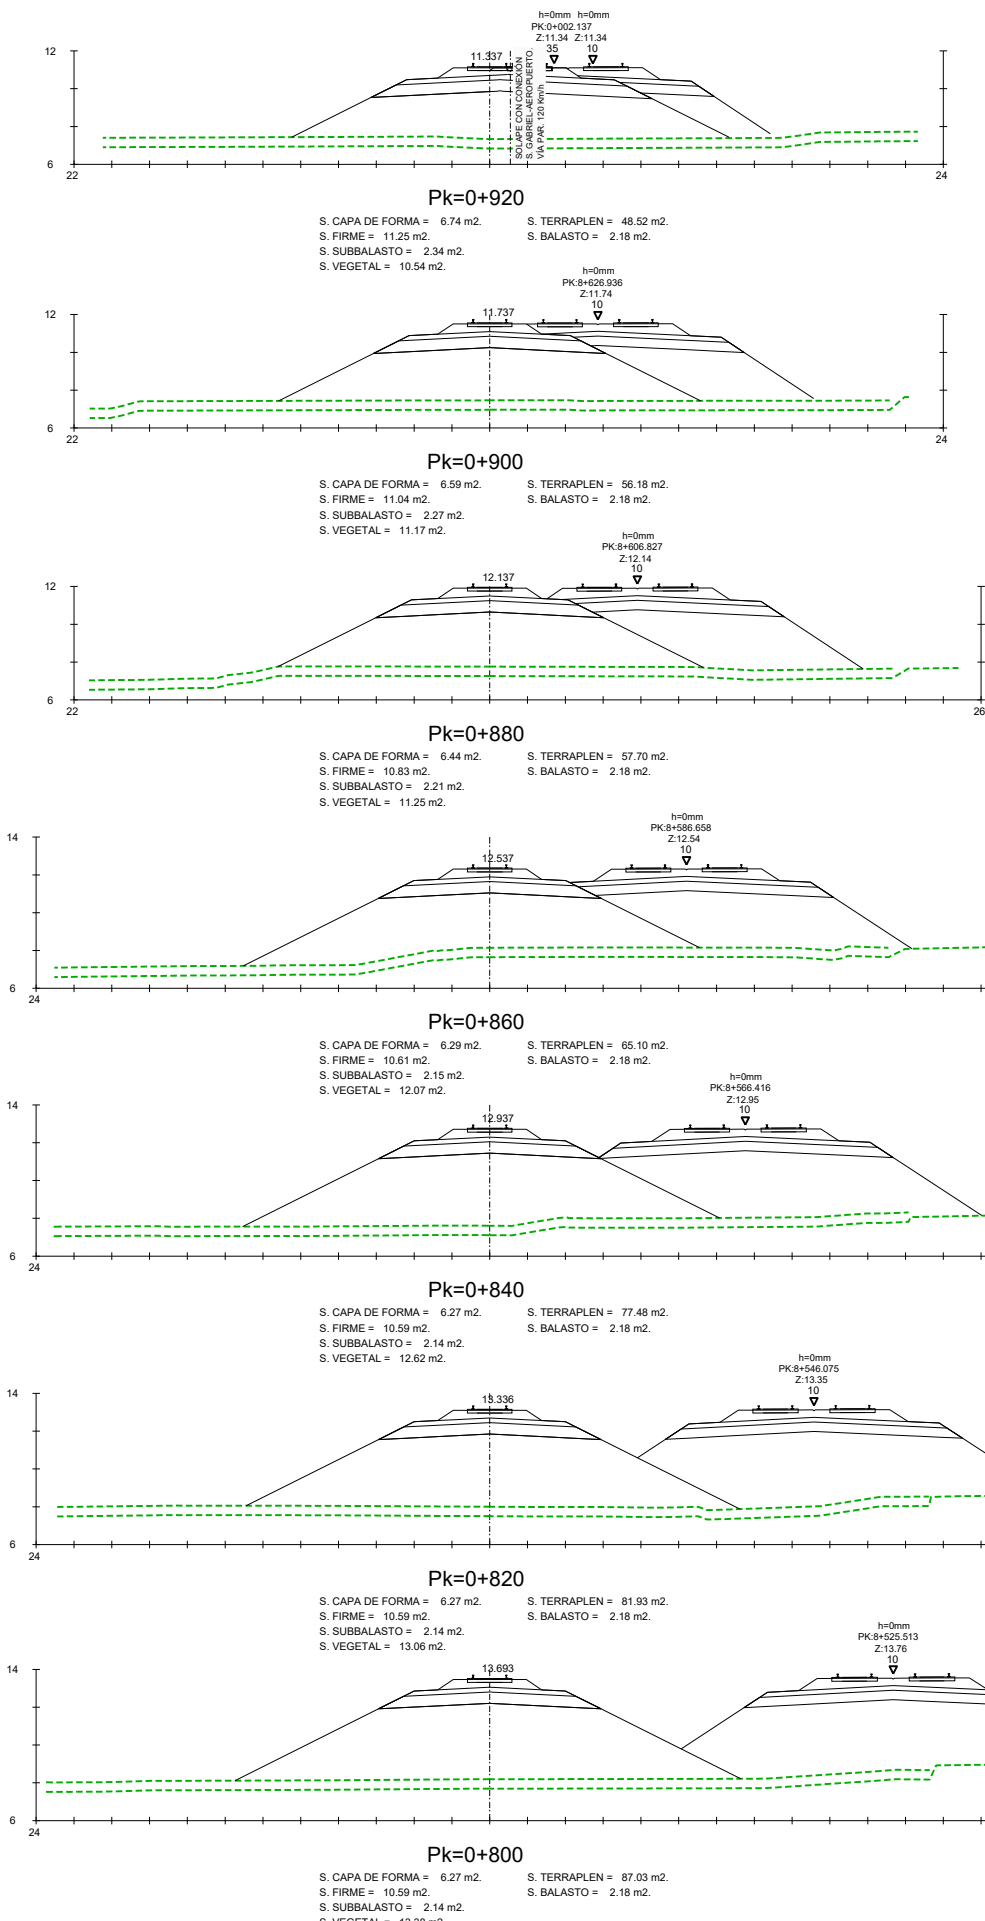 h=0mm h=0mm
PK:0+002.137
Z:11.34 Z:11.34
35 10
12
11.337
SOLAPE CON CONEXIÓN
S. GABRIEL-AEROPUERTO.
VÍA PAR. 120 Km/h
6
22 24
Pk=0+920
S. CAPA DE FORMA = 6.74 m2. S. TERRAPLEN = 48.52 m2.
S. FIRME = 11.25 m2. S. BALASTO = 2.18 m2.
S. SUBBALASTO = 2.34 m2.
S. VEGETAL = 10.54 m2.
h=0mm
PK:8+626.936
Z:11.74
10
12
11.737
6
22 24
Pk=0+900
S. CAPA DE FORMA = 6.59 m2. S. TERRAPLEN = 56.18 m2.
S. FIRME = 11.04 m2. S. BALASTO = 2.18 m2.
S. SUBBALASTO = 2.27 m2.
S. VEGETAL = 11.17 m2.
h=0mm
PK:8+606.827
Z:12.14
10
12
12.137
6
22 26
Pk=0+880
S. CAPA DE FORMA = 6.44 m2. S. TERRAPLEN = 57.70 m2.
S. FIRME = 10.83 m2. S. BALASTO = 2.18 m2.
S. SUBBALASTO = 2.21 m2.
S. VEGETAL = 11.25 m2.
h=0mm
PK:8+586.658
Z:12.54
10
14
12.537
6
24
Pk=0+860
S. CAPA DE FORMA = 6.29 m2. S. TERRAPLEN = 65.10 m2.
S. FIRME = 10.61 m2. S. BALASTO = 2.18 m2.
S. SUBBALASTO = 2.15 m2.
S. VEGETAL = 12.07 m2.
h=0mm
PK:8+566.416
Z:12.95
10
14
12.937
6
24
Pk=0+840
S. CAPA DE FORMA = 6.27 m2. S. TERRAPLEN = 77.48 m2.
S. FIRME = 10.59 m2. S. BALASTO = 2.18 m2.
S. SUBBALASTO = 2.14 m2.
S. VEGETAL = 12.62 m2.
h=0mm
PK:8+546.075
Z:13.35
10
14
13.336
6
24
Pk=0+820
S. CAPA DE FORMA = 6.27 m2. S. TERRAPLEN = 81.93 m2.
S. FIRME = 10.59 m2. S. BALASTO = 2.18 m2.
S. SUBBALASTO = 2.14 m2.
S. VEGETAL = 13.06 m2.
h=0mm
PK:8+525.513
Z:13.76
10
14
13.693
6
24
Pk=0+800
S. CAPA DE FORMA = 6.27 m2. S. TERRAPLEN = 87.03 m2.
S. FIRME = 10.59 m2. S. BALASTO = 2.18 m2.
S. SUBBALASTO = 2.14 m2.
S. VEGETAL =